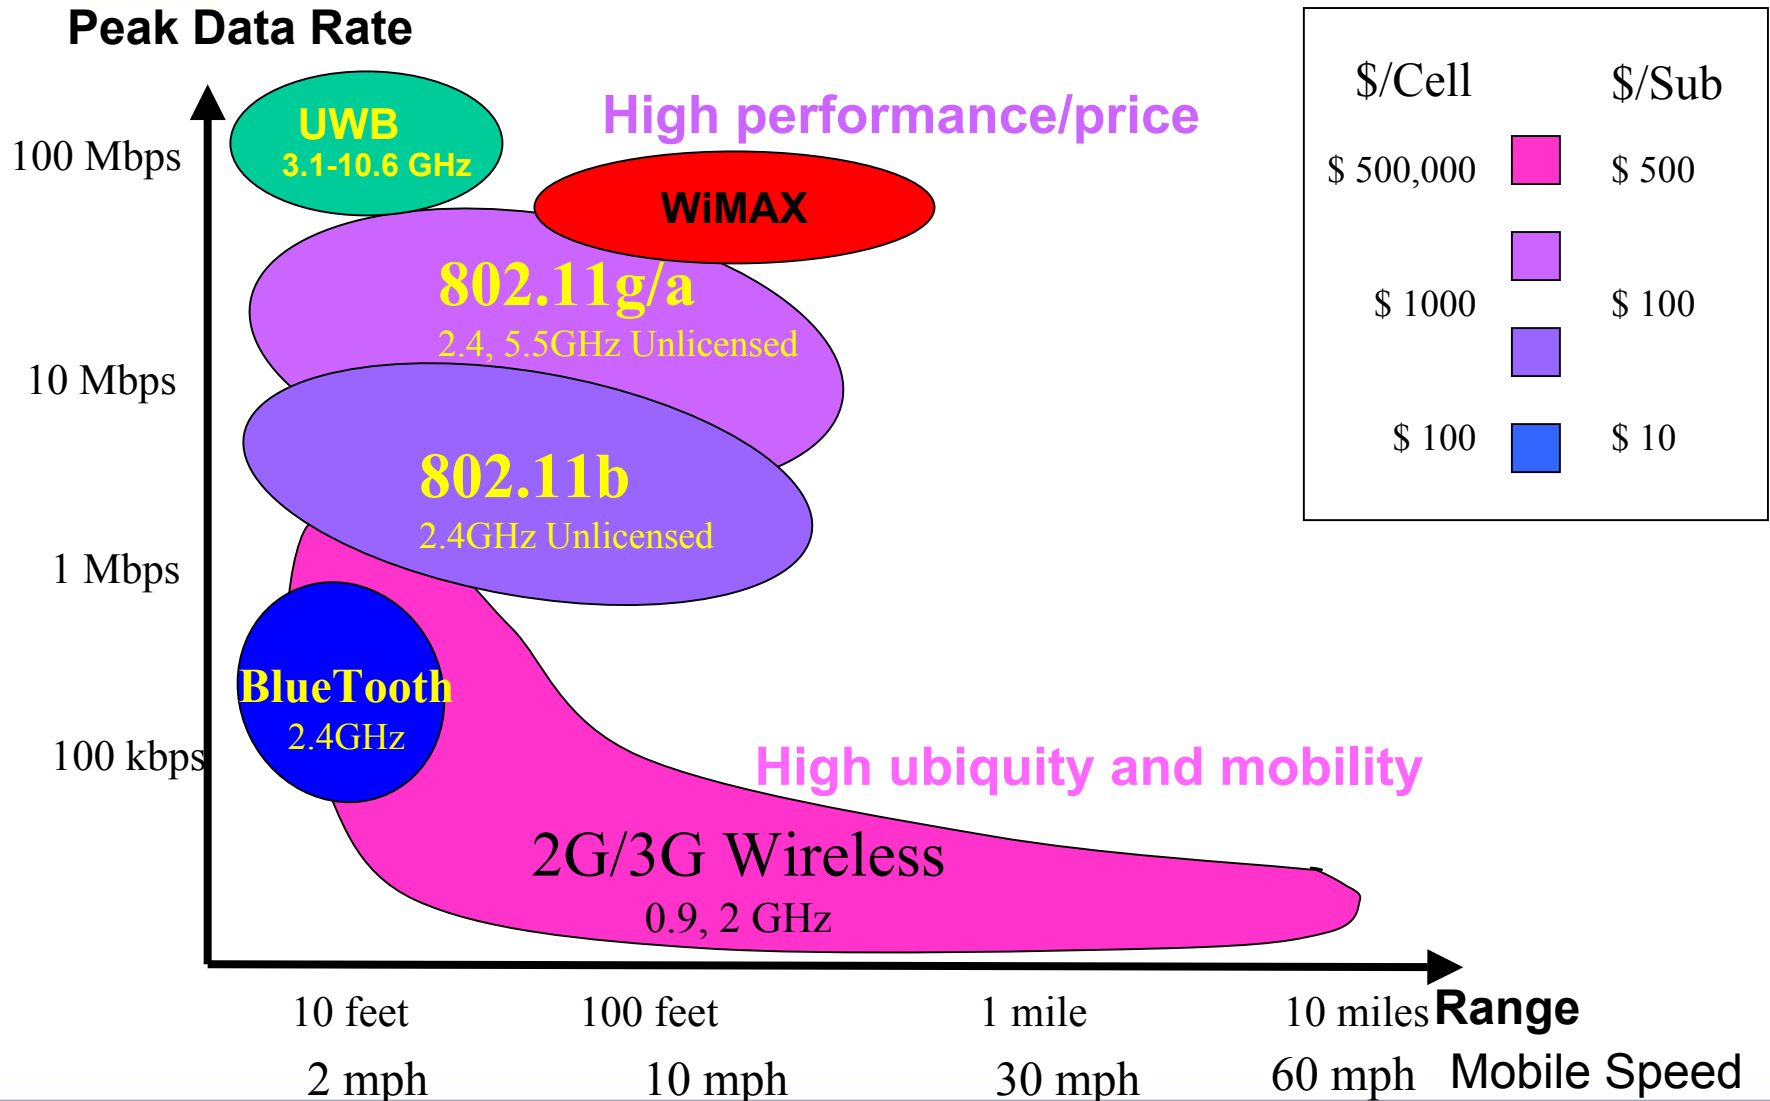 Peak Data Rate
UWB
3.1-10.6 GHz
High performance/price
100 Mbps
WiMAX
802.11g/a
2.4, 5.5GHz Unlicensed
10 Mbps
802.11b
2.4GHz Unlicensed
1 Mbps
BlueTooth
2.4GHz
100 kbps
High ubiquity and mobility
2G/3G Wireless
0.9, 2 GHz
10 feet 100 feet 1 mile 10 miles Range
2 mph 10 mph 30 mph 60 mph Mobile Speed
$/Cell $/Sub
$ 500,000 $ 500
$ 1000 $ 100
$ 100 $ 10